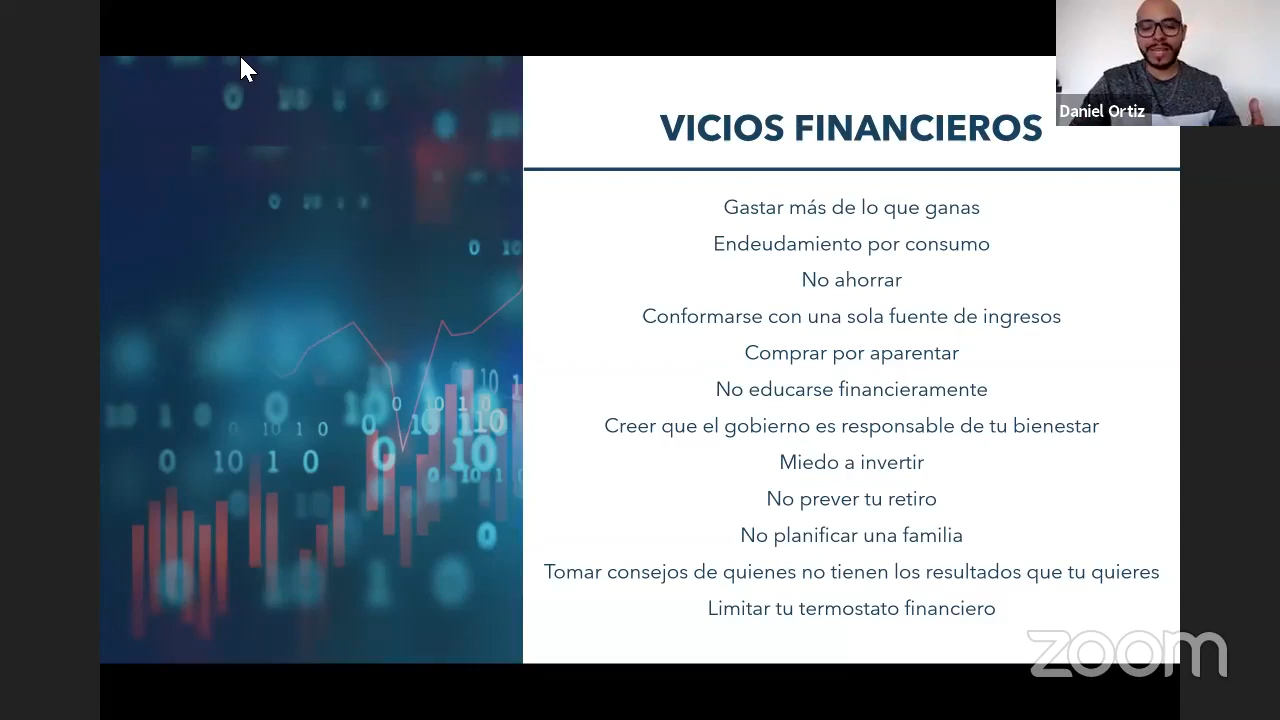 VICIOS FINANCIEROS
Daniel Ortiz
Gastar más de lo que ganas
Endeudamiento por consumo
No ahorrar
Conformarse con una sola fuente de ingresos
Comprar por aparentar
No educarse financieramente
Creer que el gobierno es responsable de tu bienestar
Miedo a invertir
No prever tu retiro
No planificar una familia
Tomar consejos de quienes no tienen los resultados que tu quieres
Limitar tu termostato financiero
zoom